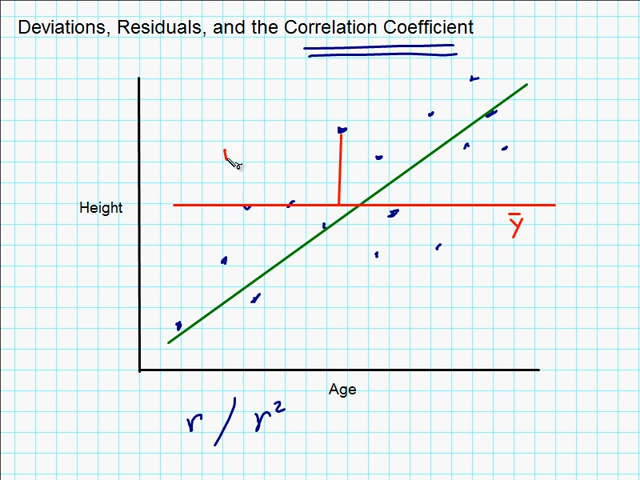 Deviations, Residuals, and the Correlation Coefficient
Height
ȳ
Age
r / r²